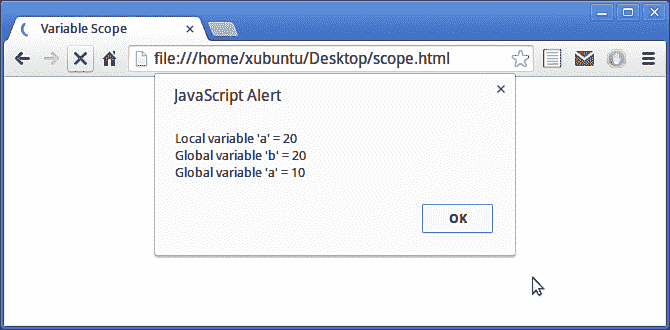 Variable Scope
file:///home/xubuntu/Desktop/scope.html
JavaScript Alert
Local variable 'a' = 20
Global variable 'b' = 20
Global variable 'a' = 10
OK